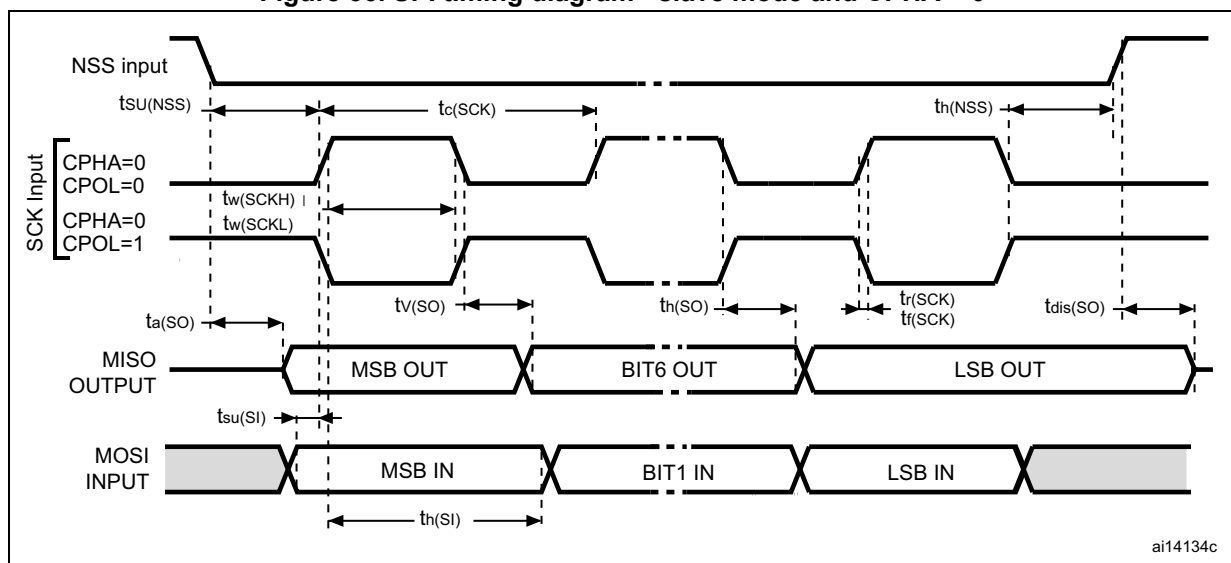 NSS input
tSU(NSS)
tc(SCK)
th(NSS)
SCK Input
CPHA=0
CPOL=0
tw(SCKH)
CPHA=0
tw(SCKL)
CPOL=1
tV(SO)
th(SO)
tr(SCK)
tf(SCK)
ta(SO)
tdis(SO)
MISO
OUTPUT
MSB OUT
BIT6 OUT
LSB OUT
tsu(SI)
MOSI
INPUT
MSB IN
BIT1 IN
LSB IN
th(SI)
ai14134c